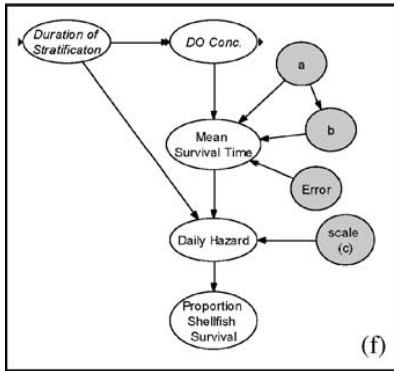 Duration of
Stratificaton
DO Conc.
a
b
Mean
Survival Time
Error
Daily Hazard
scale
(c)
Proportion
Shellfish
Survival
(f)